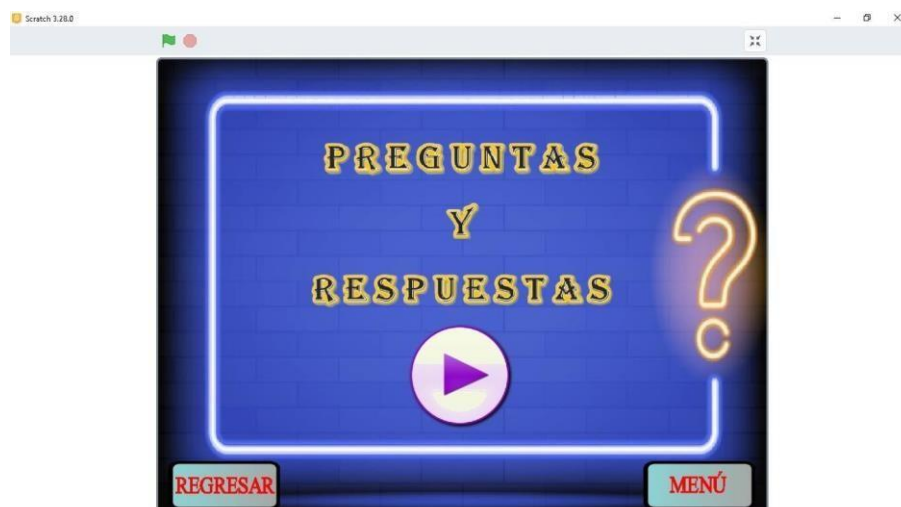 Scratch 3.28.0
PREGUNTAS
Y
RESPUESTAS
REGRESAR
MENÚ